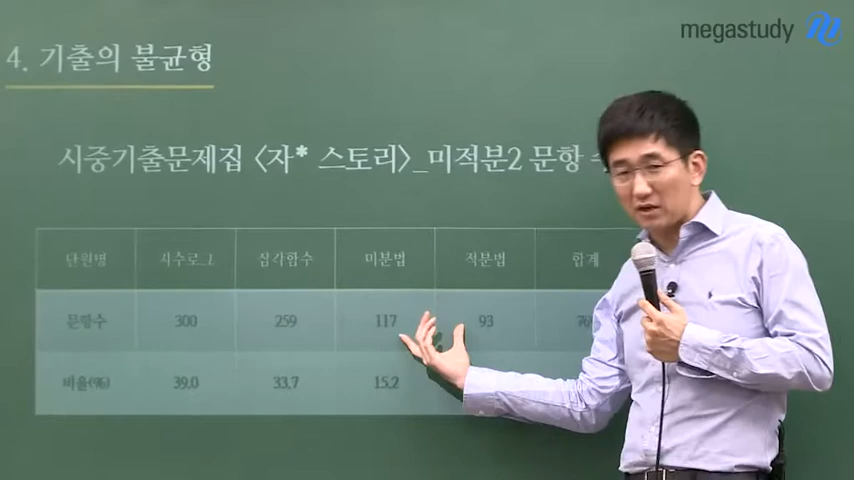 megastudy
4. 기출의 불균형
시중기출문제집 <자* 스토리>_미적분2 문항
단원명 지수로그 삼각함수 미분법 적분법 합계
문항수 300 259 117 93
비율(%) 39.0 33.7 15.2